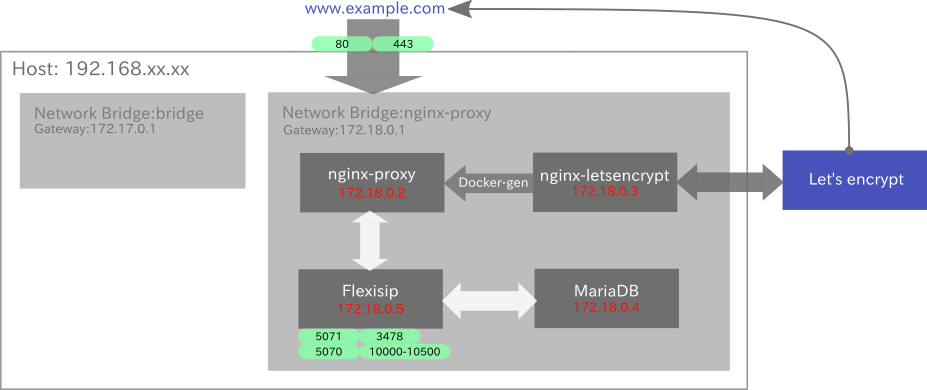 www.example.com
80 443
Host: 192.168.xx.xx
Network Bridge:bridge
Gateway:172.17.0.1
Network Bridge:nginx-proxy
Gateway:172.18.0.1
nginx-proxy
172.18.0.2
Docker-gen
nginx-letsencrypt
172.18.0.3
Let's encrypt
Flexisip
172.18.0.5
MariaDB
172.18.0.4
5071 3478
5070 10000-10500